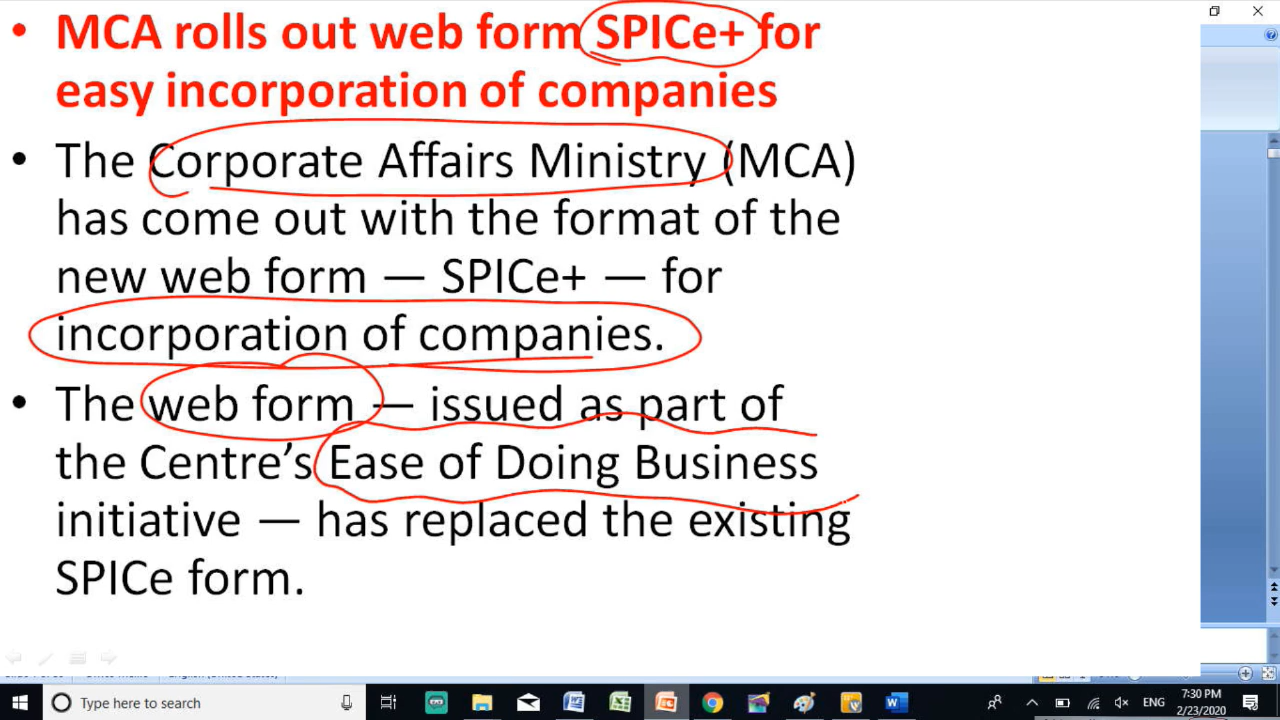 • MCA rolls out web form SPICe+ for
easy incorporation of companies
• The Corporate Affairs Ministry (MCA)
has come out with the format of the
new web form — SPICe+ — for
incorporation of companies.
• The web form — issued as part of
the Centre’s Ease of Doing Business
initiative — has replaced the existing
SPICe form.
Type here to search
ENG
7:30 PM
2/23/2020